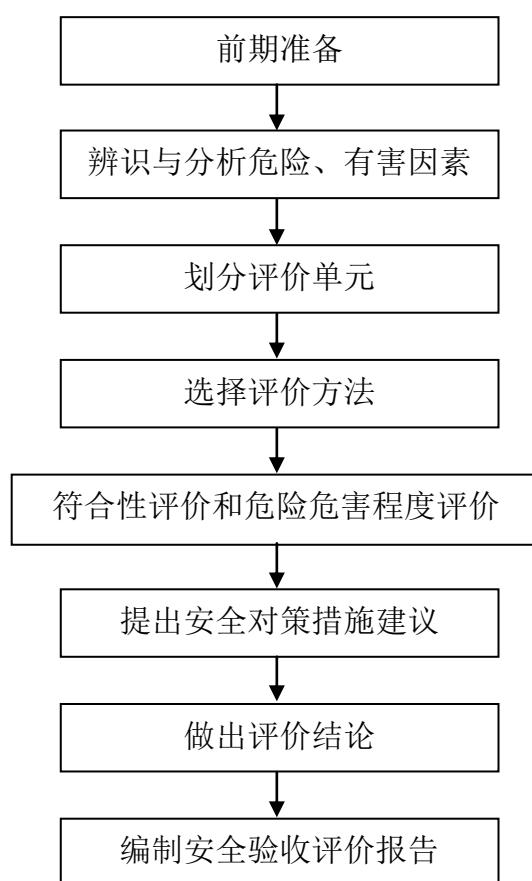 前期准备
辨识与分析危险、有害因素
划分评价单元
选择评价方法
符合性评价和危险危害程度评价
提出安全对策措施建议
做出评价结论
编制安全验收评价报告